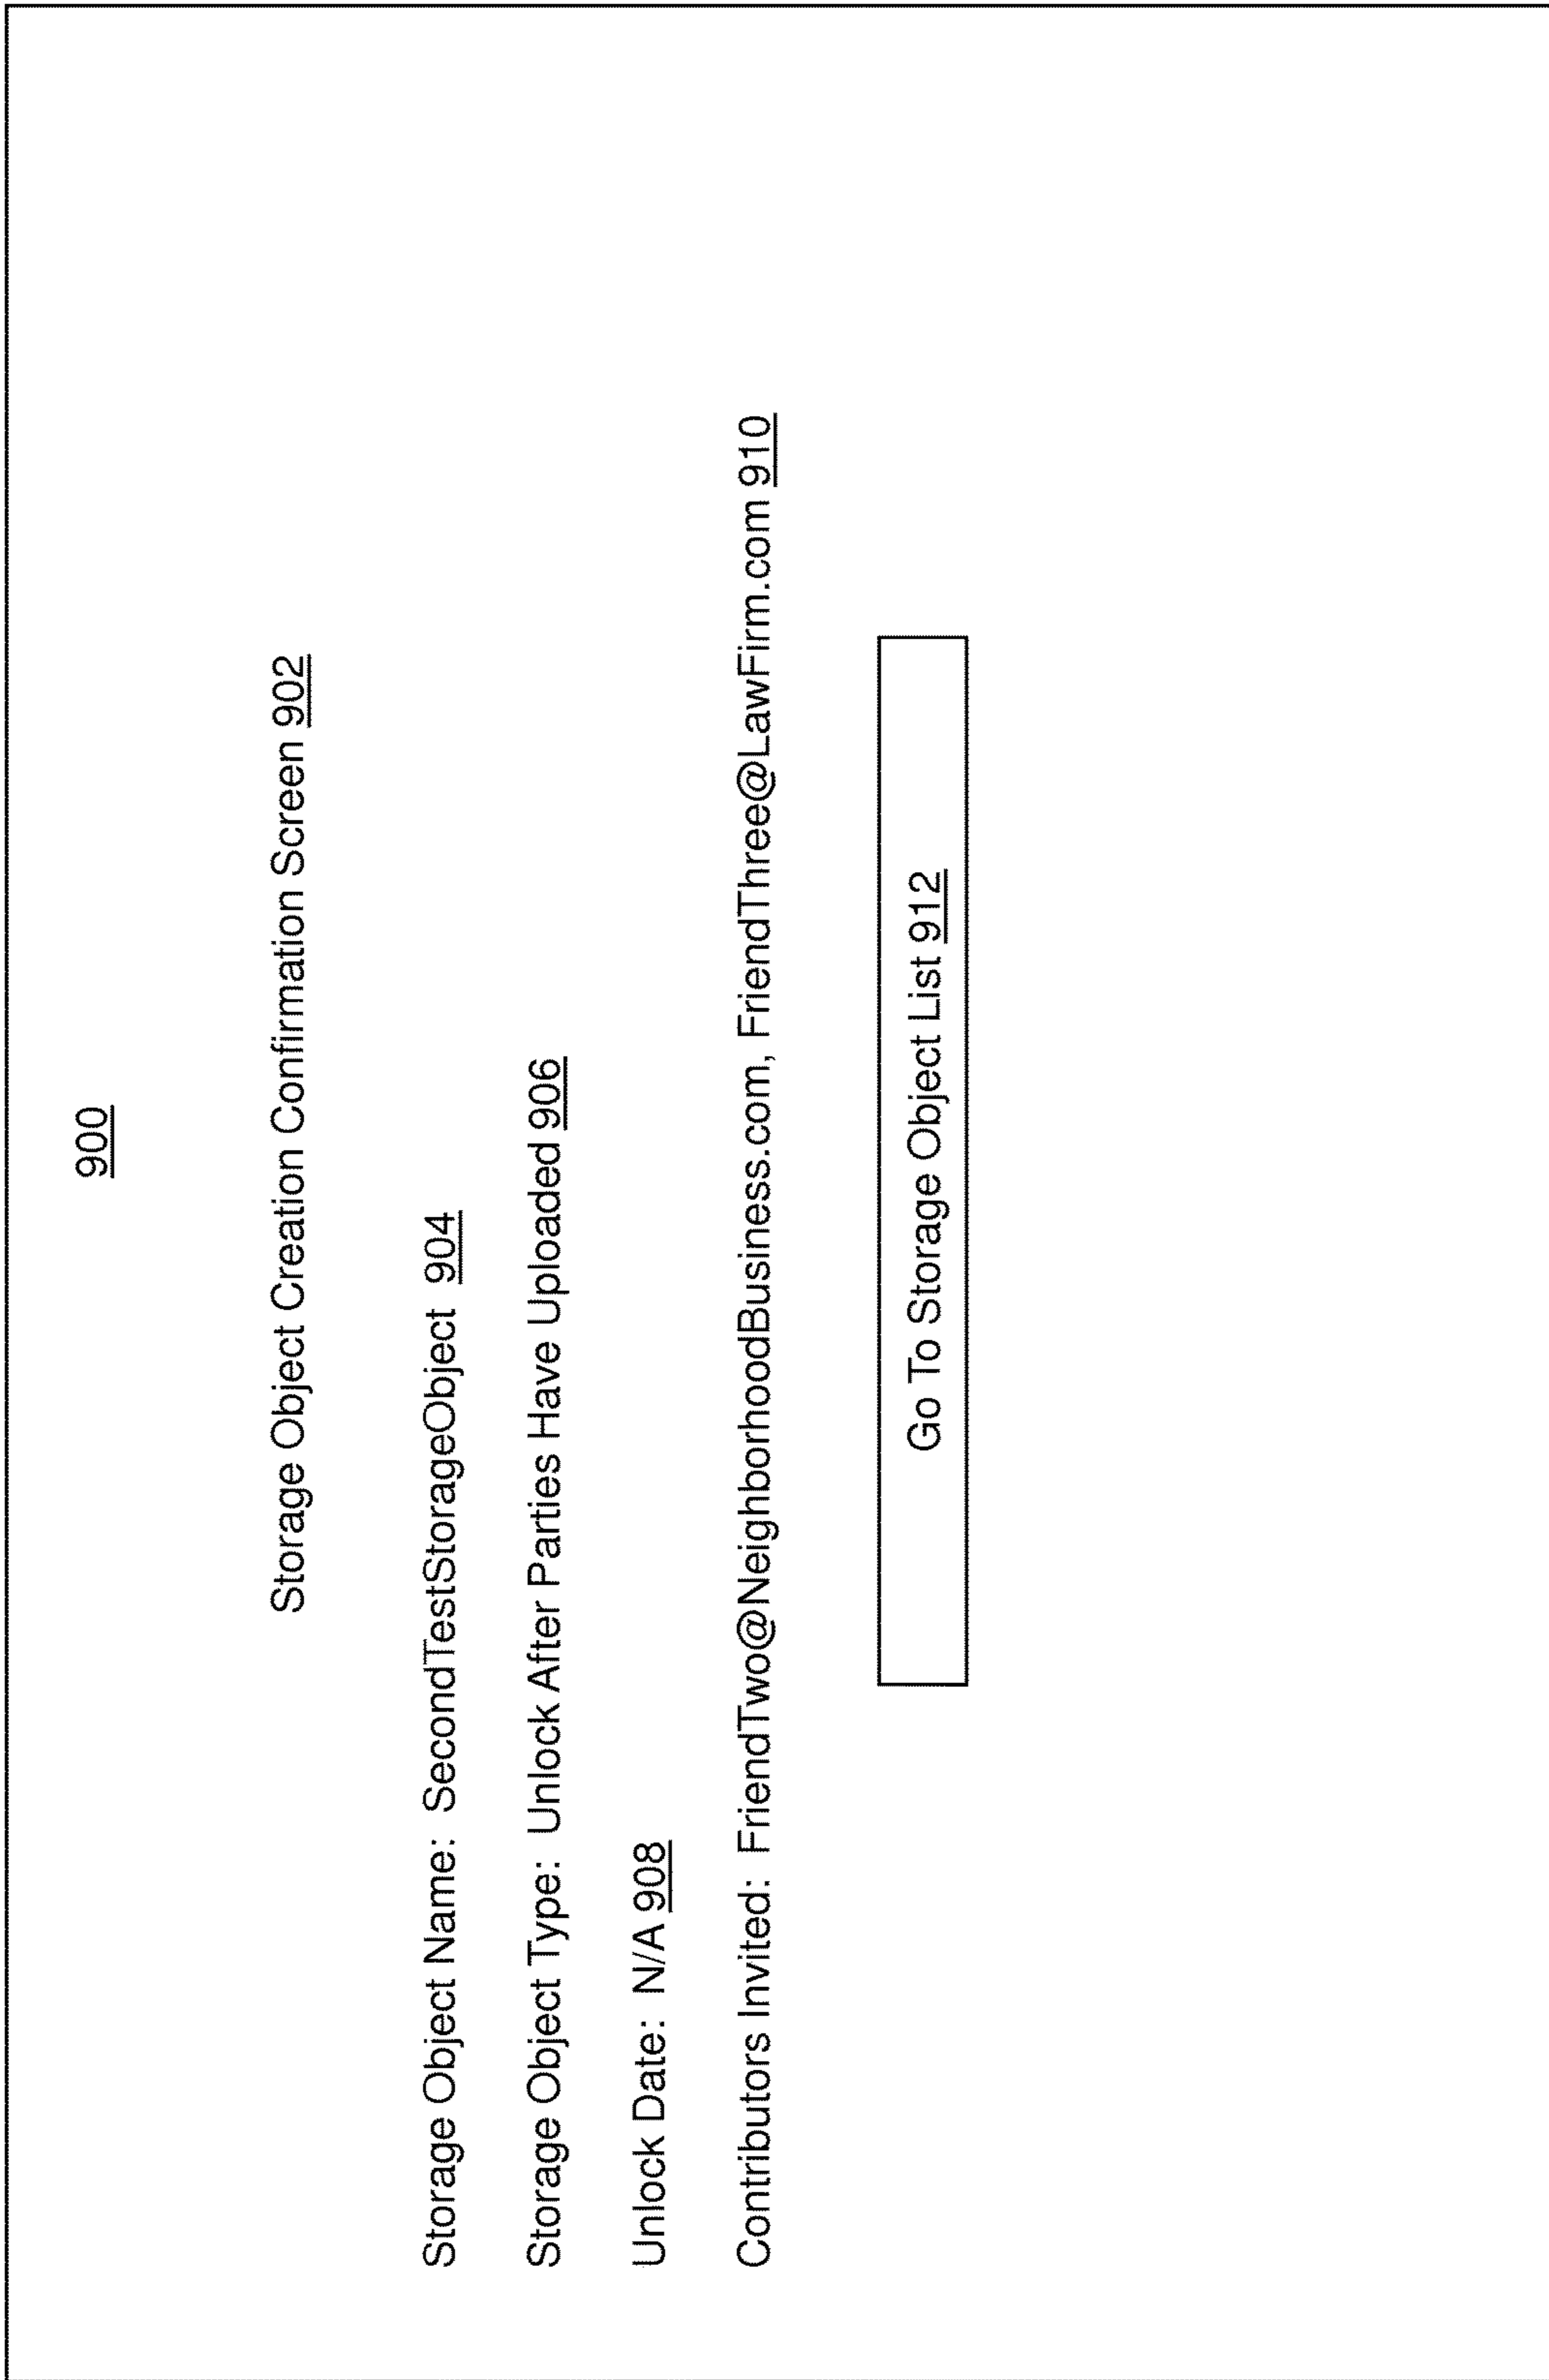 900
Storage Object Creation Confirmation Screen 902
Storage Object Name: SecondTestStorageObject 904
Storage Object Type: Unlock After Parties Have Uploaded 906
Unlock Date: N/A 908
Contributors Invited: FriendTwo@NeighborhoodBusiness.com, FriendThree@LawFirm.com 910
Go To Storage Object List 912